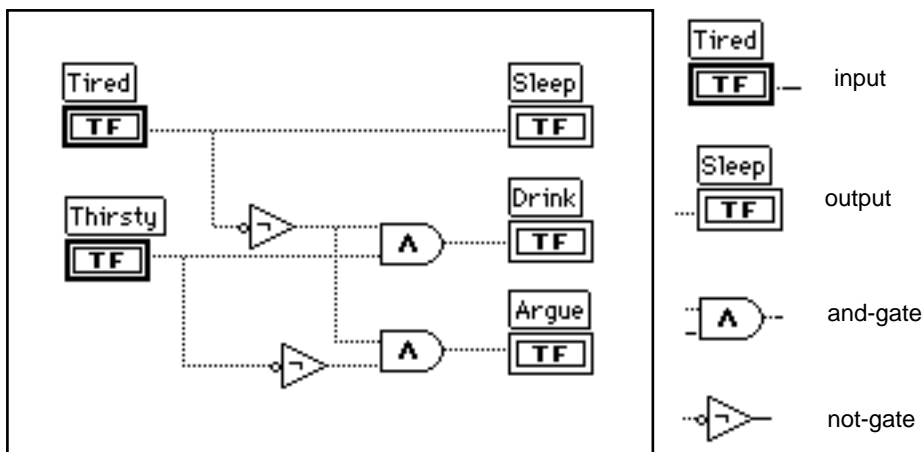 Tired
TF
Sleep
TF
Thirsty
TF
¬
Drink
∧
TF
Argue
¬
∧
TF
Tired
TF
input
Sleep
TF
output
∧
and-gate
¬
not-gate